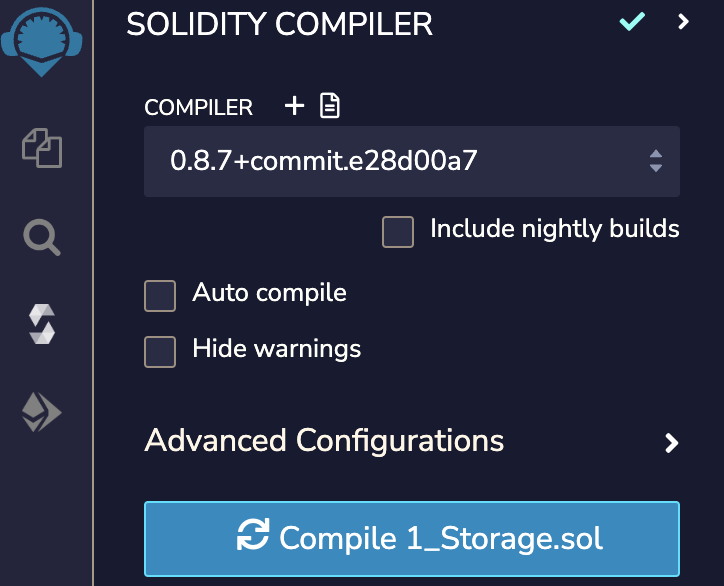 SOLIDITY COMPILER
COMPILER
0.8.7+commit.e28d00a7
Include nightly builds
Auto compile
Hide warnings
Advanced Configurations
Compile 1_Storage.sol